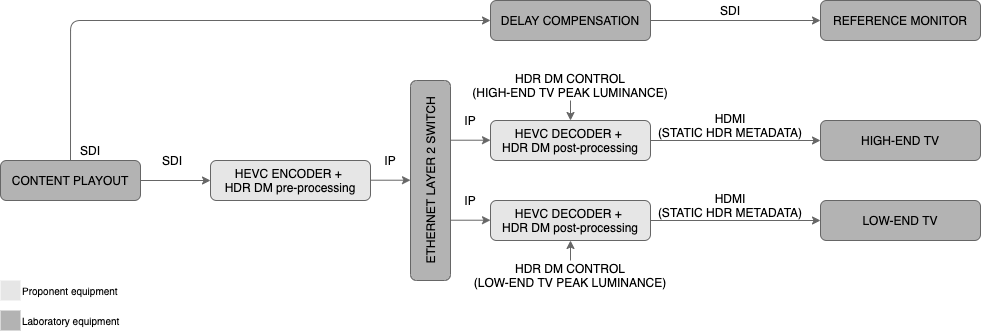 DELAY COMPENSATION
SDI
REFERENCE MONITOR
HDR DM CONTROL
(HIGH-END TV PEAK LUMINANCE)
SDI
CONTENT PLAYOUT
SDI
HEVC ENCODER +
HDR DM pre-processing
IP
ETHERNET LAYER 2 SWITCH
IP
HEVC DECODER +
HDR DM post-processing
HDMI
(STATIC HDR METADATA)
HIGH-END TV
IP
HEVC DECODER +
HDR DM post-processing
HDMI
(STATIC HDR METADATA)
LOW-END TV
HDR DM CONTROL
(LOW-END TV PEAK LUMINANCE)
Proponent equipment
Laboratory equipment